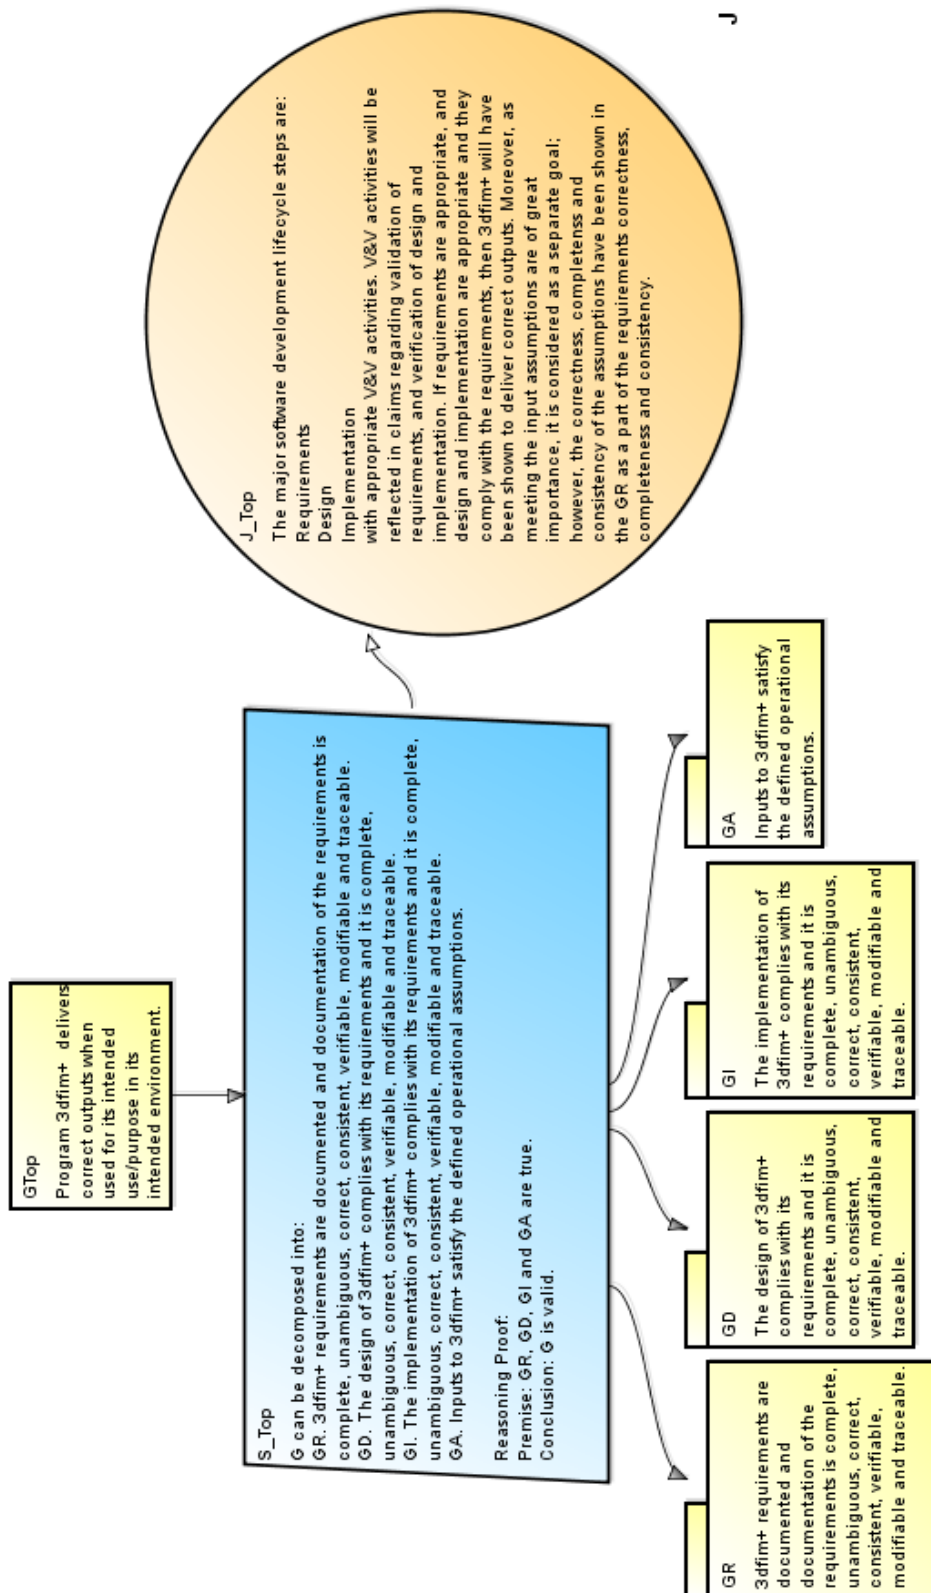 GTop
Program 3dfim+ delivers
correct outputs when
used for its intended
use/purpose in its
intended environment.
S_Top
G can be decomposed into:
GR. 3dfim+ requirements are documented and documentation of the requirements is
complete, unambiguous, correct, consistent, verifiable, modifiable and traceable.
GD. The design of 3dfim+ complies with its requirements and it is complete,
unambiguous, correct, consistent, verifiable, modifiable and traceable.
GI. The implementation of 3dfim+ complies with its requirements and it is complete,
unambiguous, correct, consistent, verifiable, modifiable and traceable.
GA. Inputs to 3dfim+ satisfy the defined operational assumptions.
Reasoning Proof:
Premise: GR, GD, GI and GA are true.
Conclusion: G is valid.
J_Top
The major software development lifecycle steps are:
Requirements
Design
Implementation
with appropriate V&V activities. V&V activities will be
reflected in claims regarding validation of
requirements, and verification of design and
implementation. If requirements are appropriate, and
design and implementation are appropriate and they
comply with the requirements, then 3dfim+ will have
been shown to deliver correct outputs. Moreover, as
meeting the input assumptions are of great
importance, it is considered as a separate goal;
however, the correctness, completenss and
consistency of the assumptions have been shown in
the GR as a part of the requirements correctness,
completeness and consistency.
J
GR
3dfim+ requirements are
documented and
documentation of the
requirements is complete,
unambiguous, correct,
consistent, verifiable,
modifiable and traceable.
GD
The design of 3dfim+
complies with its
requirements and it is
complete, unambiguous,
correct, consistent,
verifiable, modifiable and
traceable.
GI
The implementation of
3dfim+ complies with its
requirements and it is
complete, unambiguous,
correct, consistent,
verifiable, modifiable and
traceable.
GA
Inputs to 3dfim+ satisfy
the defined operational
assumptions.